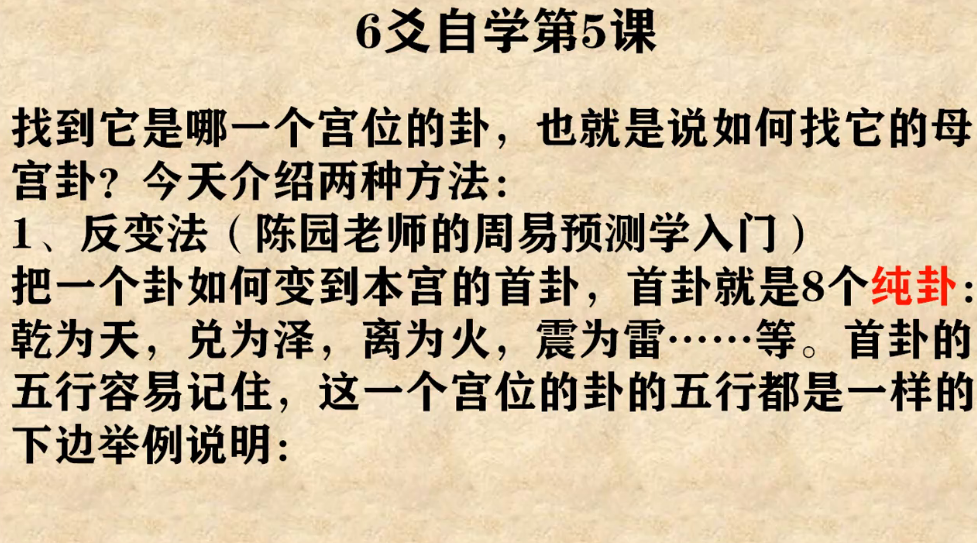 6爻自学第5课
找到它是哪一个宫位的卦，也就是说如何找它的母
宫卦？今天介绍两种方法：
1、反变法（陈园老师的周易预测学入门）
把一个卦如何变到本宫的首卦，首卦就是8个纯卦：
乾为天，兑为泽，离为火，震为雷……等。首卦的
五行容易记住，这一个宫位的卦的五行都是一样的
下边举例说明：